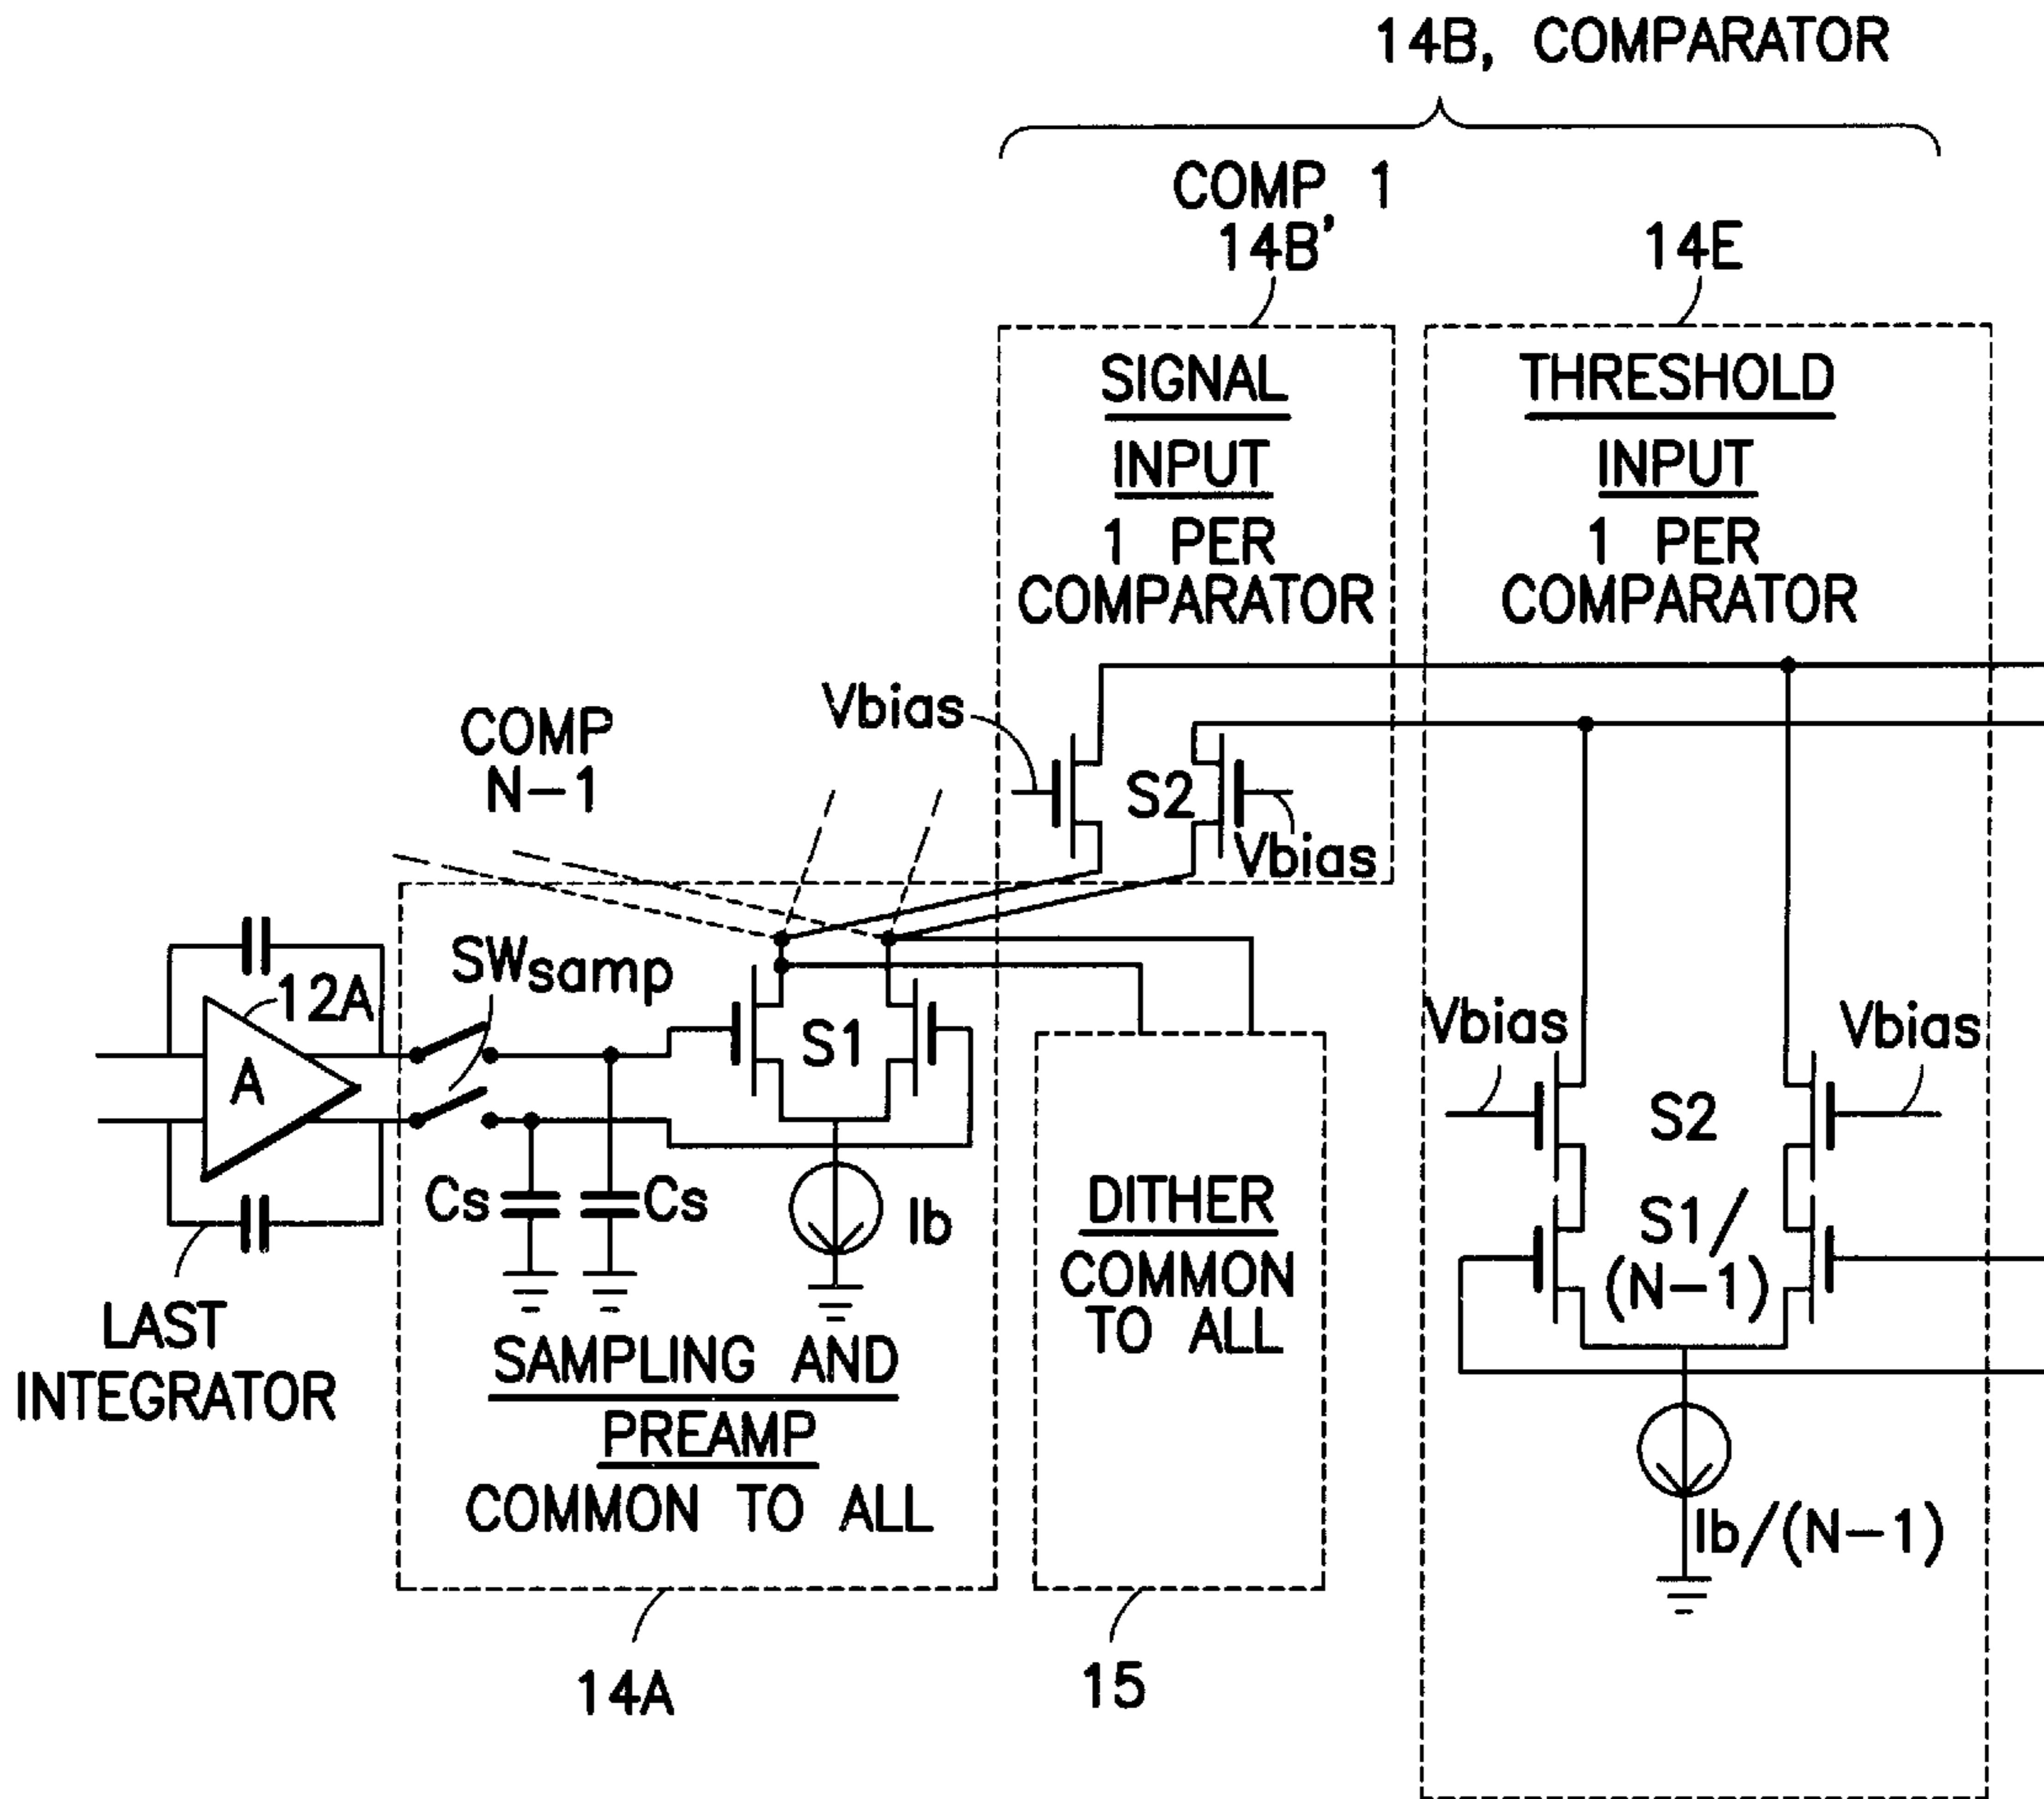 14B, COMPARATOR
COMP 1
14B'
14E
SIGNAL
INPUT
1 PER
COMPARATOR
THRESHOLD
INPUT
1 PER
COMPARATOR
Vbias
S2
Vbias
COMP
N-1
12A
A
SWsamp
S1
Cs
Cs
Ib
LAST
INTEGRATOR
SAMPLING AND
PREAMP
COMMON TO ALL
14A
DITHER
COMMON
TO ALL
15
Vbias
Vbias
S2
S1/
(N-1)
Ib/(N-1)